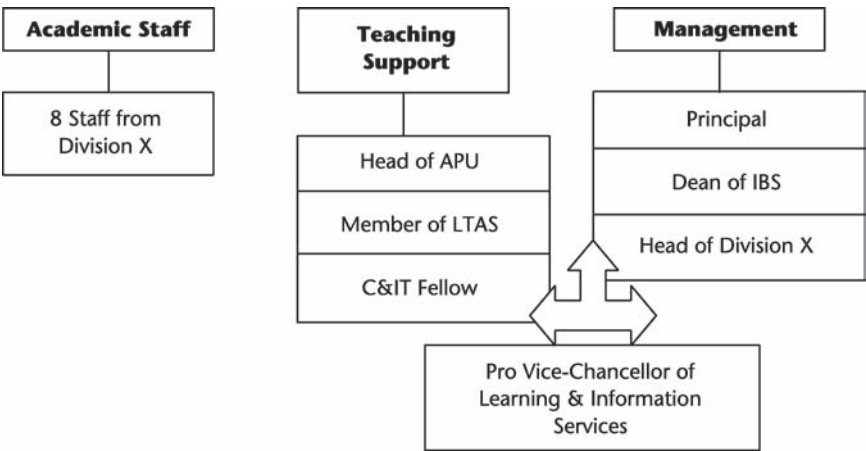 Academic Staff
8 Staff from
Division X
Teaching
Support
Head of APU
Member of LTAS
C&IT Fellow
Management
Principal
Dean of IBS
Head of Division X
Pro Vice-Chancellor of
Learning & Information
Services